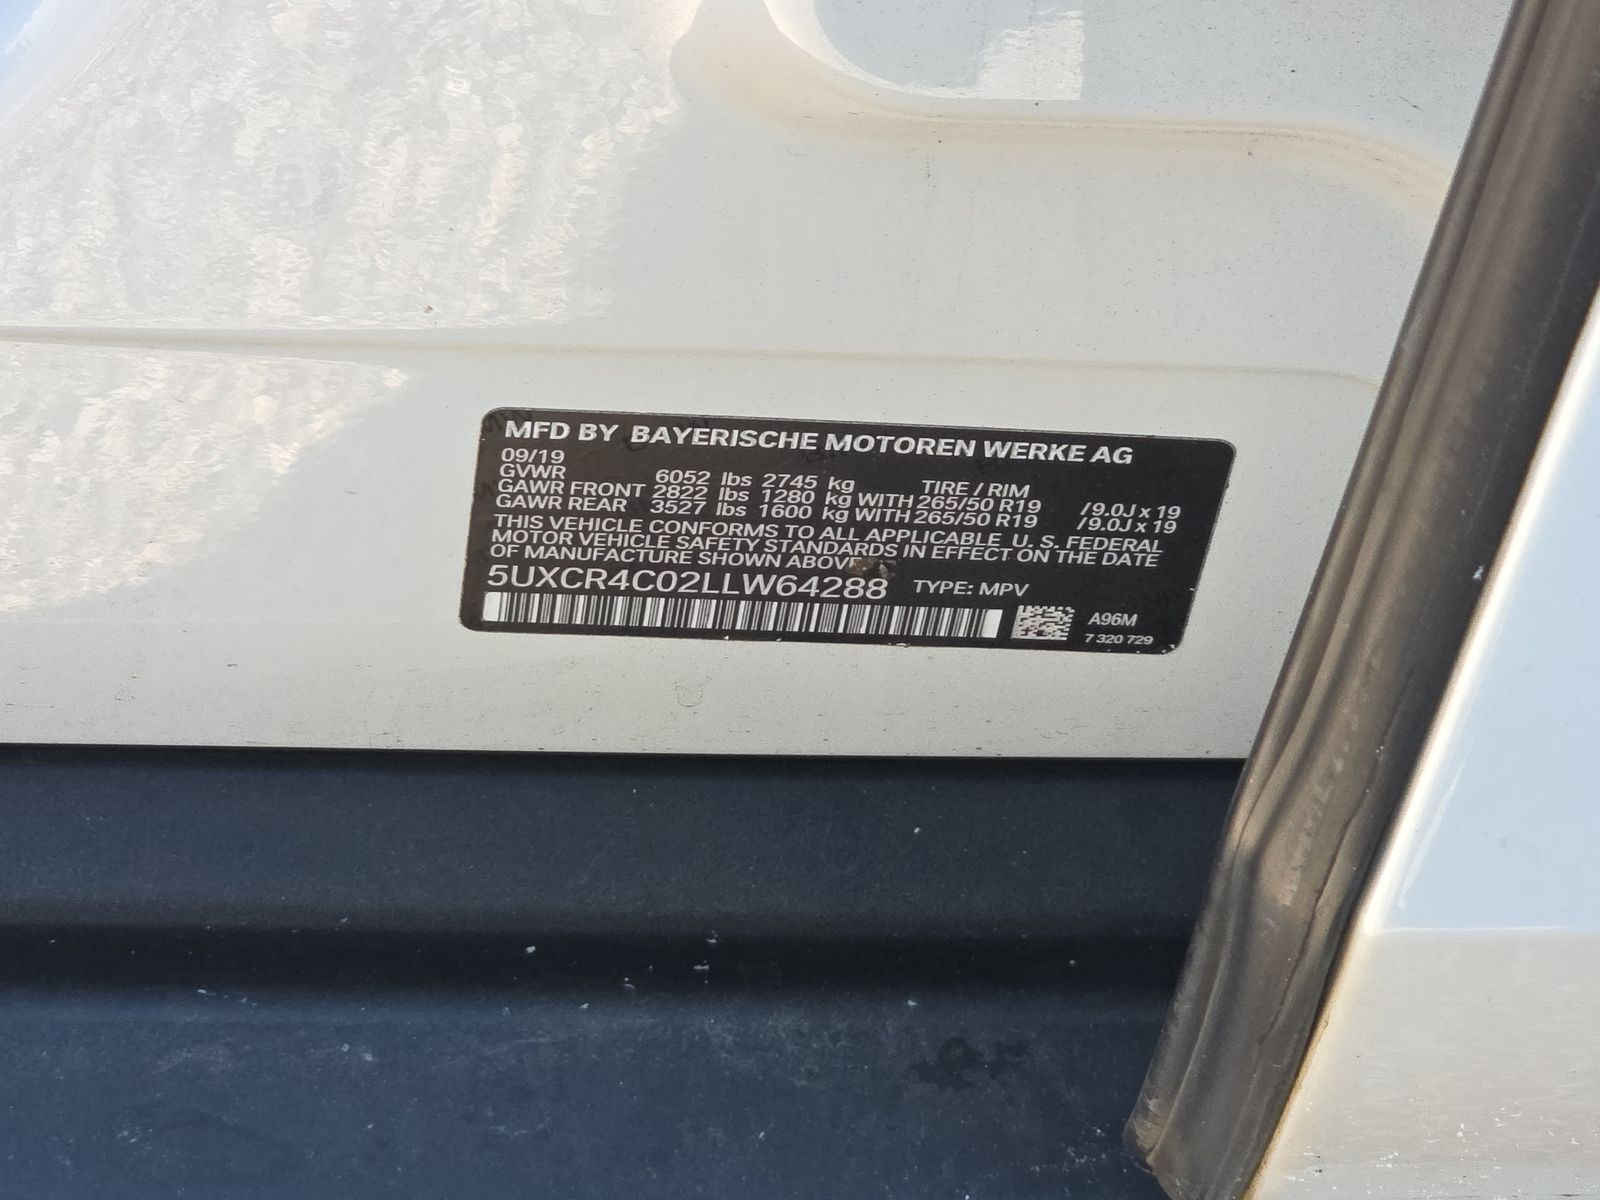 MFD BY BAYERISCHE MOTOREN WERKE AG
09/19
GVWR 6052 lbs 2745 kg TIRE / RIM
GAWR FRONT 2822 lbs 1280 kg WITH 265/50 R19 /9.0J x 19
GAWR REAR 3527 lbs 1600 kg WITH 265/50 R19 /9.0J x 19
THIS VEHICLE CONFORMS TO ALL APPLICABLE U. S. FEDERAL
MOTOR VEHICLE SAFETY STANDARDS IN EFFECT ON THE DATE
OF MANUFACTURE SHOWN ABOVE
5UXCR4C02LLW64288 TYPE: MPV
A96M
7 320 729